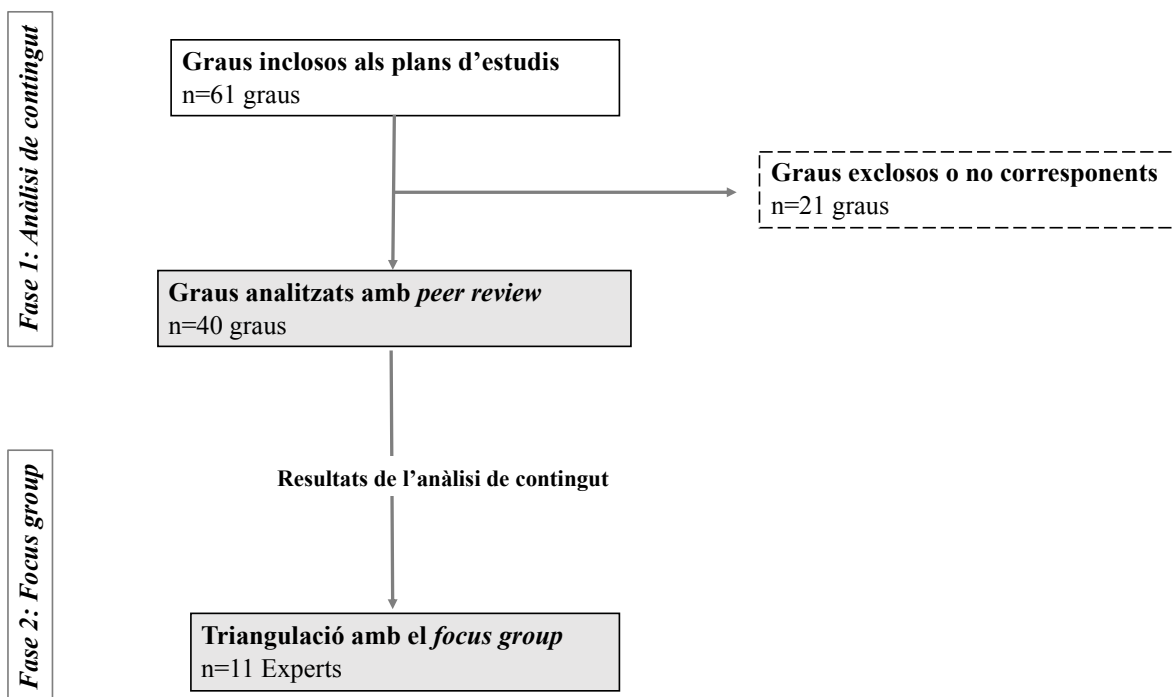 Fase 1: Anàlisi de contingut
Graus inclosos als plans d’estudis
n=61 graus
Graus exclosos o no corresponents
n=21 graus
Graus analitzats amb peer review
n=40 graus
Resultats de l’anàlisi de contingut
Fase 2: Focus group
Triangulació amb el focus group
n=11 Experts